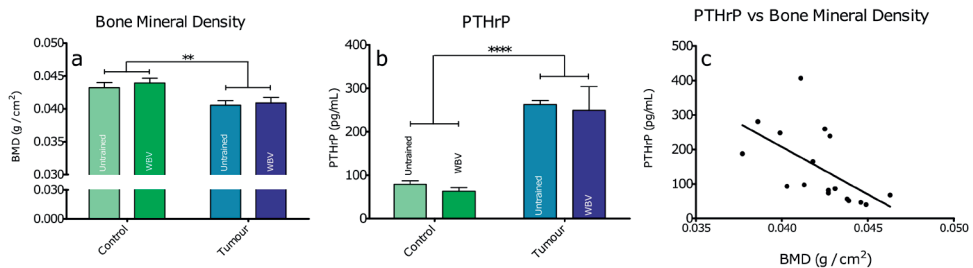 Bone Mineral Density
a
**
0.050
0.045
0.040
0.035
0.030
0.030
0.000
BMD (g / cm²)
Untrained
WBV
Untrained
WBV
Control
Tumour
PTHrP
b
****
400
300
200
100
0
PTHrP (pg/mL)
Untrained
WBV
Untrained
WBV
Control
Tumour
PTHrP vs Bone Mineral Density
c
500
400
300
200
100
0
PTHrP (pg/mL)
0.035
0.040
0.045
0.050
BMD (g / cm²)